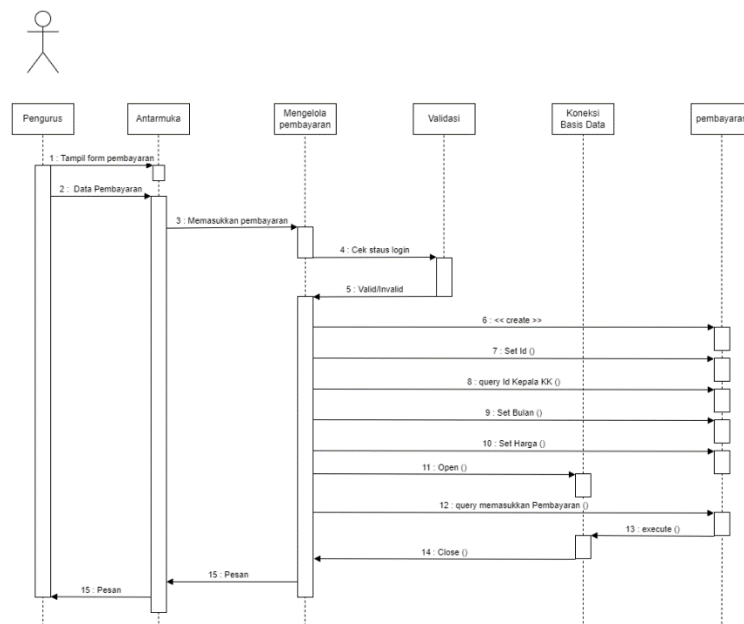 Pengurus
Antarmuka
Mengelola
pembayaran
Validasi
Koneksi
Basis Data
pembayaran
1 : Tampil form pembayaran
2 : Data Pembayaran
3 : Memasukkan pembayaran
4 : Cek staus login
5 : Valid/Invalid
6 : << create >>
7 : Set Id ()
8 : query Id Kepala KK ()
9 : Set Bulan ()
10 : Set Harga ()
11 : Open ()
12 : query memasukkan Pembayaran ()
13 : execute ()
14 : Close ()
15 : Pesan
15 : Pesan